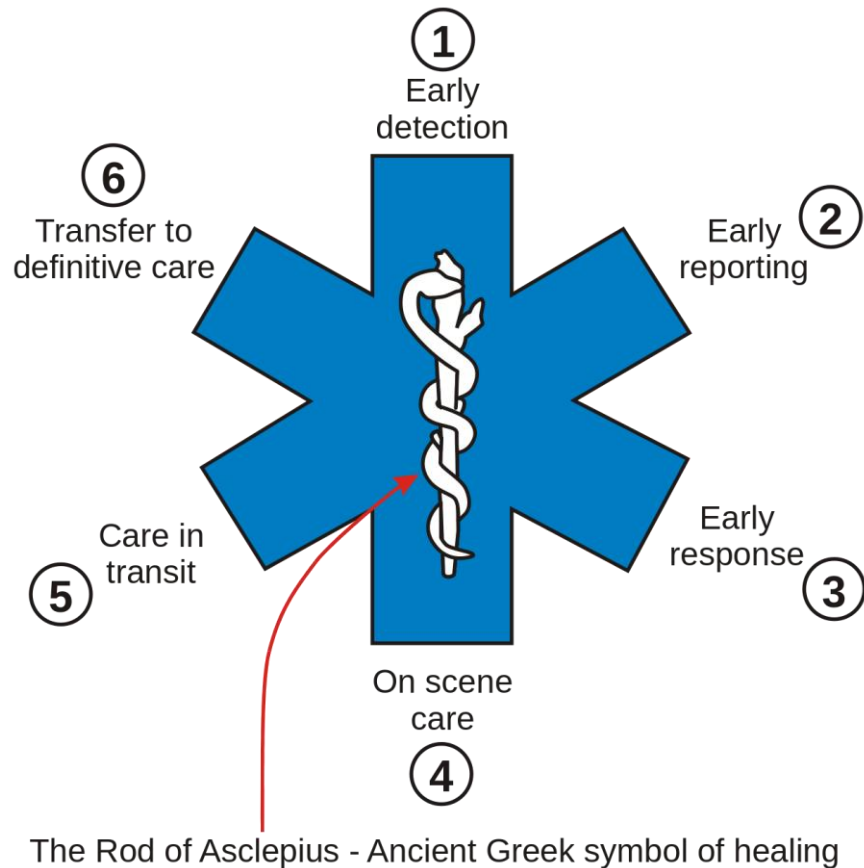 1
Early
detection
2
Early
reporting
3
Early
response
On scene
care
4
Care in
transit
5
6
Transfer to
definitive care
The Rod of Asclepius - Ancient Greek symbol of healing